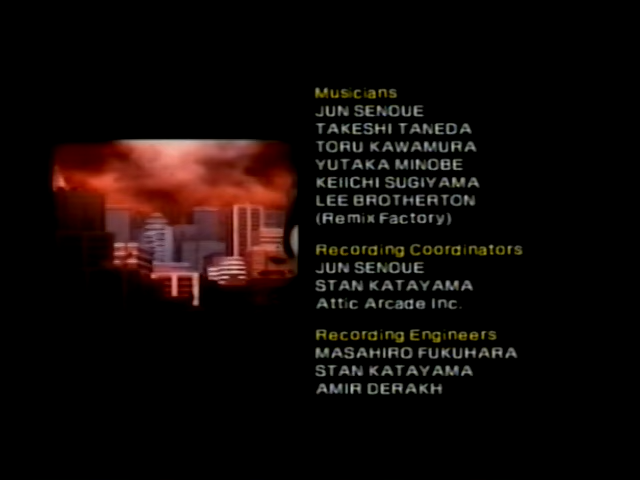 Musicians
JUN SENOUE
TAKESHI TANEDA
TORU KAWAMURA
YUTAKA MINOBE
KEIICHI SUGIYAMA
LEE BROTHERTON
(Remix Factory)
Recording Coordinators
JUN SENOUE
STAN KATAYAMA
Attic Arcade Inc.
Recording Engineers
MASAHIRO FUKUHARA
STAN KATAYAMA
AMIR DERAKH